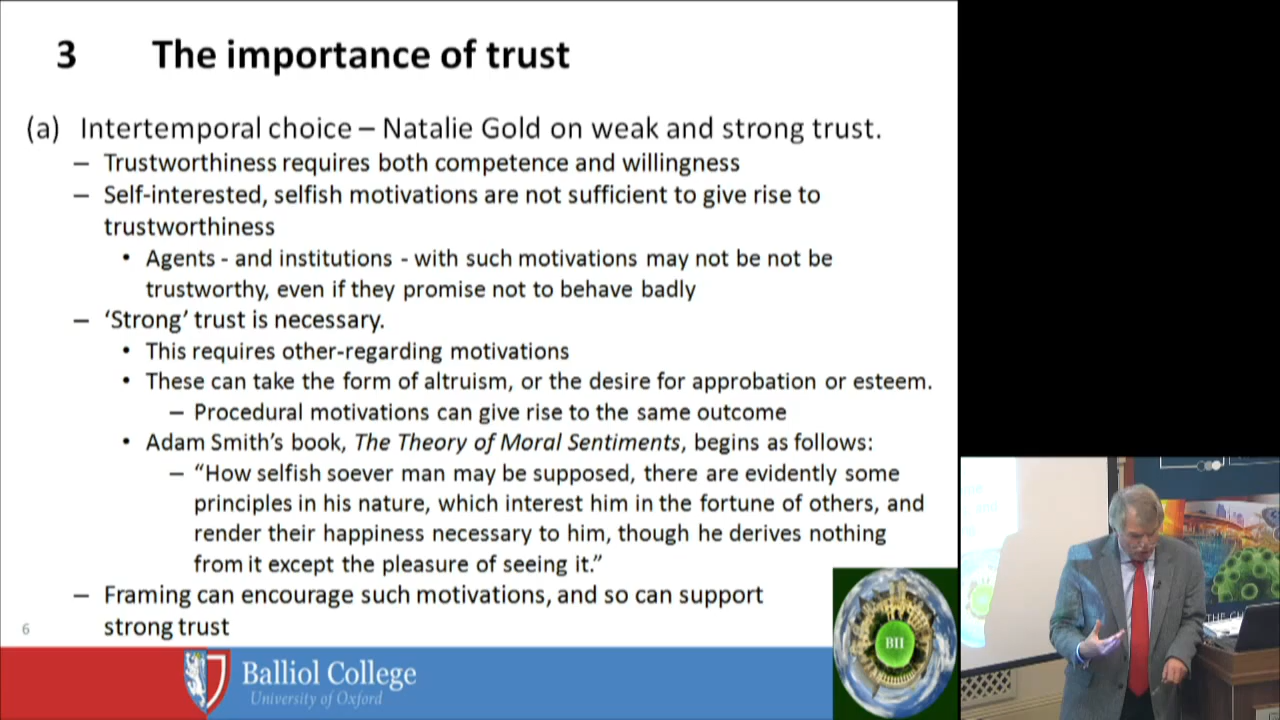 3 The importance of trust
(a) Intertemporal choice – Natalie Gold on weak and strong trust.
– Trustworthiness requires both competence and willingness
– Self-interested, selfish motivations are not sufficient to give rise to
trustworthiness
• Agents - and institutions - with such motivations may not be not be
trustworthy, even if they promise not to behave badly
– ‘Strong’ trust is necessary.
• This requires other-regarding motivations
• These can take the form of altruism, or the desire for approbation or esteem.
– Procedural motivations can give rise to the same outcome
• Adam Smith’s book, The Theory of Moral Sentiments, begins as follows:
– “How selfish soever man may be supposed, there are evidently some
principles in his nature, which interest him in the fortune of others, and
render their happiness necessary to him, though he derives nothing
from it except the pleasure of seeing it.”
– Framing can encourage such motivations, and so can support
strong trust
6
Balliol College
University of Oxford
BII
THE